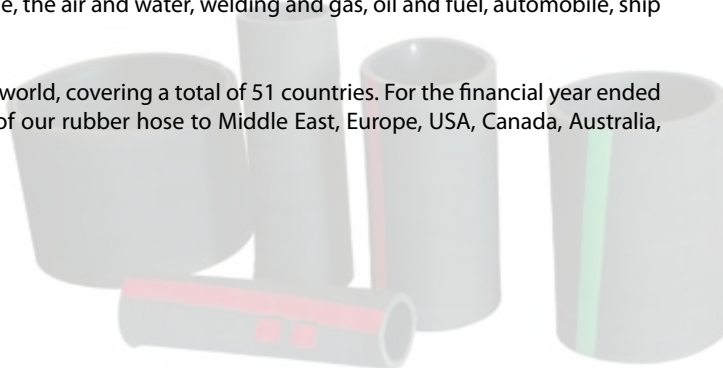 e, the air and water, welding and gas, oil and fuel, automobile, ship
world, covering a total of 51 countries. For the financial year ended
of our rubber hose to Middle East, Europe, USA, Canada, Australia,